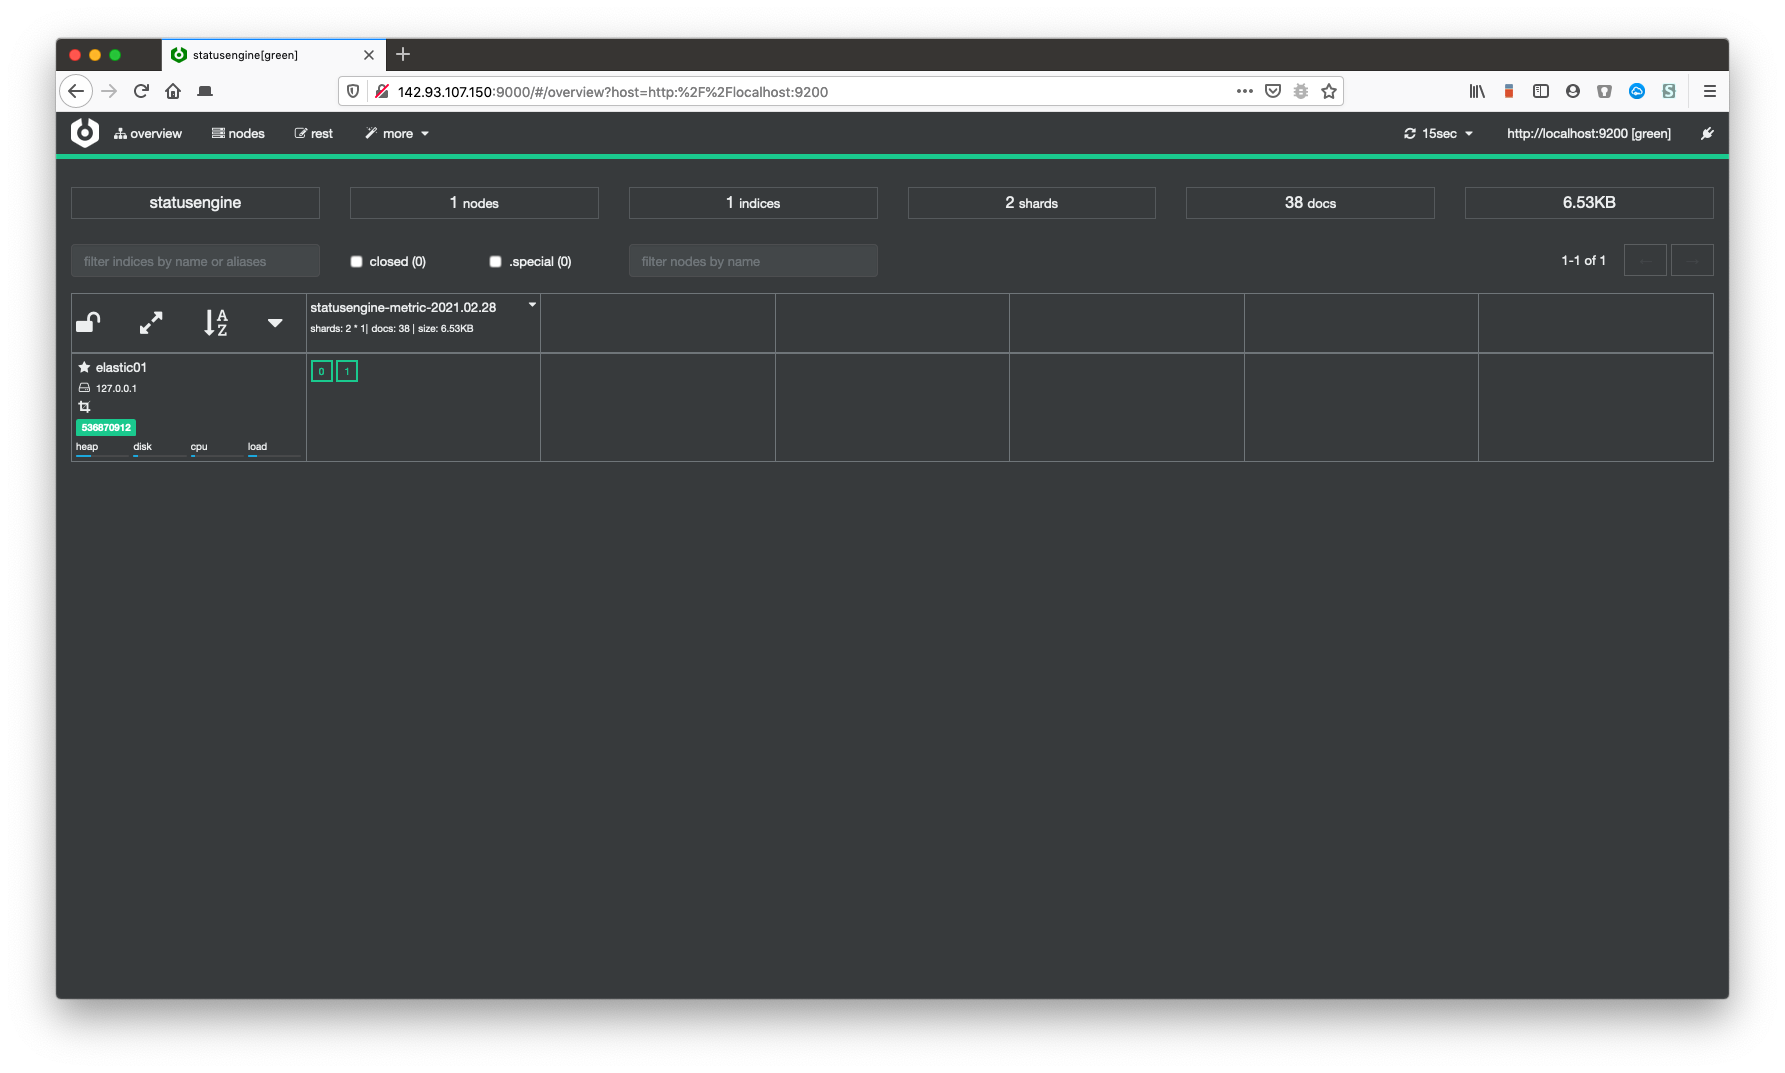 statusengine[green]
142.93.107.150:9000/#/overview?host=http:%2F%2Flocalhost:9200
overview nodes rest more 15sec http://localhost:9200 [green]
statusengine 1 nodes 1 indices 2 shards 38 docs 6.53KB
filter indices by name or aliases closed (0) .special (0) filter nodes by name 1-1 of 1
A
Z
statusengine-metric-2021.02.28
shards: 2 * 1| docs: 38 | size: 6.53KB
elastic01
127.0.0.1
536870912
heap disk cpu load
0 1